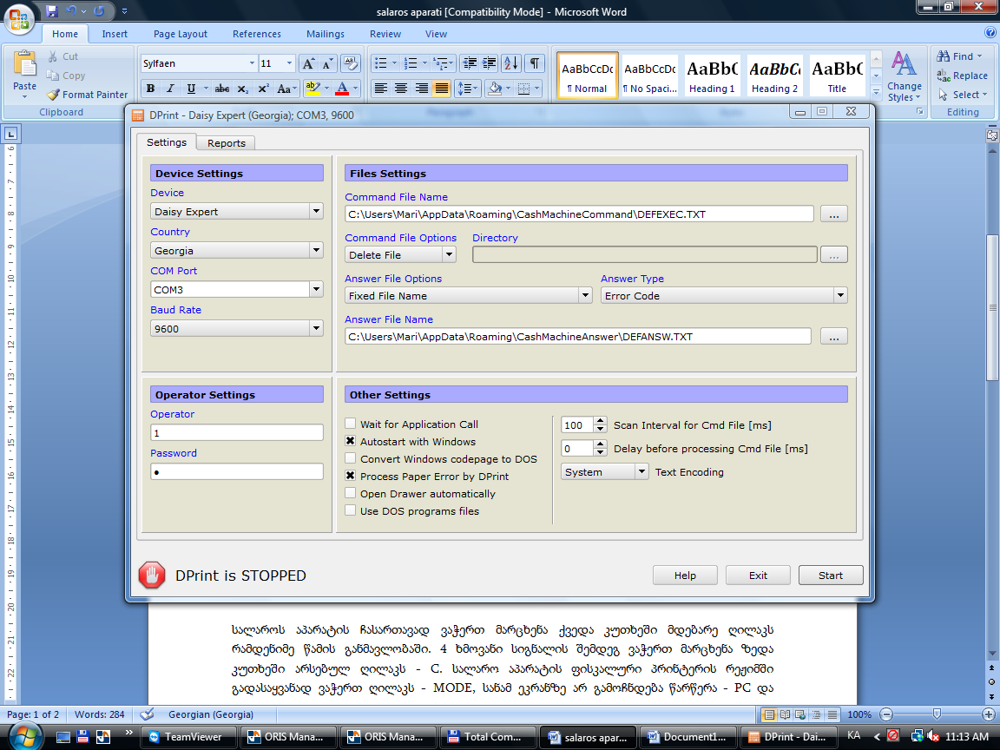 salaros aparati [Compatibility Mode] - Microsoft Word
Home Insert Page Layout References Mailings Review View
Paste
Cut
Copy
Format Painter
Clipboard
Sylfaen 11
AaBbCcDc AaBbCcDc AaBbC AaBbCc AaBbC
¶ Normal ¶ No Spaci... Heading 1 Heading 2 Title
Change Styles
Find
Replace
Select
Editing
DPrint - Daisy Expert (Georgia); COM3, 9600
Settings Reports
Device Settings
Device
Daisy Expert
Country
Georgia
COM Port
COM3
Baud Rate
9600
Files Settings
Command File Name
C:\Users\Mari\AppData\Roaming\CashMachineCommand\DEFEXEC.TXT
...
Command File Options Directory
Delete File
...
Answer File Options Answer Type
Fixed File Name Error Code
Answer File Name
C:\Users\Mari\AppData\Roaming\CashMachineAnswer\DEFANSW.TXT
...
Operator Settings
Operator
1
Password
Other Settings
Wait for Application Call
Autostart with Windows
Convert Windows codepage to DOS
Process Paper Error by DPrint
Open Drawer automatically
Use DOS programs files
100 Scan Interval for Cmd File [ms]
0 Delay before processing Cmd File [ms]
System Text Encoding
DPrint is STOPPED
Help Exit Start
სალაროს აპარატის ჩასართავად ვაჭერთ მარცხენა ქვედა კუთხეში მდებარე ღილაკს
რამდენიმე წამის განმავლობაში. 4 ხმოვანი სიგნალის შემდეგ ვაჭერთ მარცხენა ზედა
კუთხეში არსებულ ღილაკს - C. სალარო აპარატის ფისკალური პრინტერის რეჟიმში
გადასაყვანად ვაჭერთ ღილაკს - MODE, სანამ ეკრანზე არ გამოჩნდება წარწერა - PC და
Page: 1 of 2 Words: 284 Georgian (Georgia) 100%
TeamViewer ORIS Mana... ORIS Mana... Total Com... salaros apar... Document1... DPrint - Dai... KA 11:13 AM